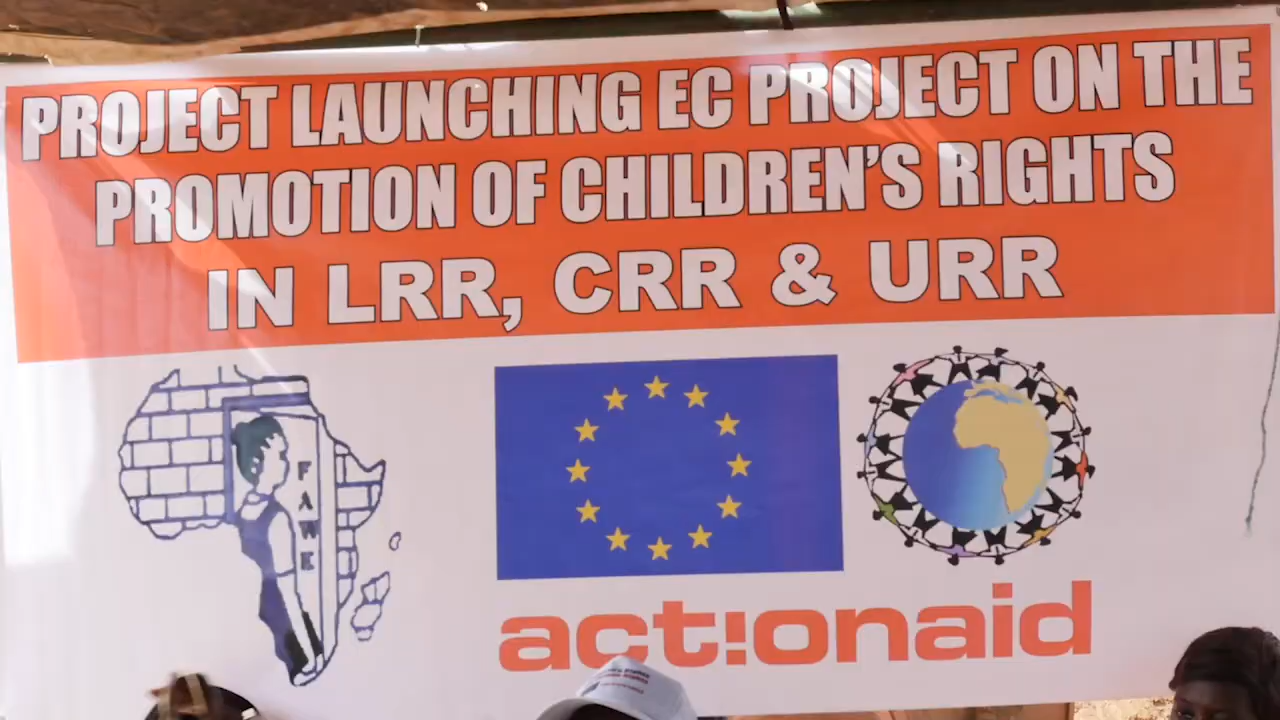 PROJECT LAUNCHING EC PROJECT ON THE
PROMOTION OF CHILDREN'S RIGHTS
IN LRR, CRR & URR
FAWE
act!onaid